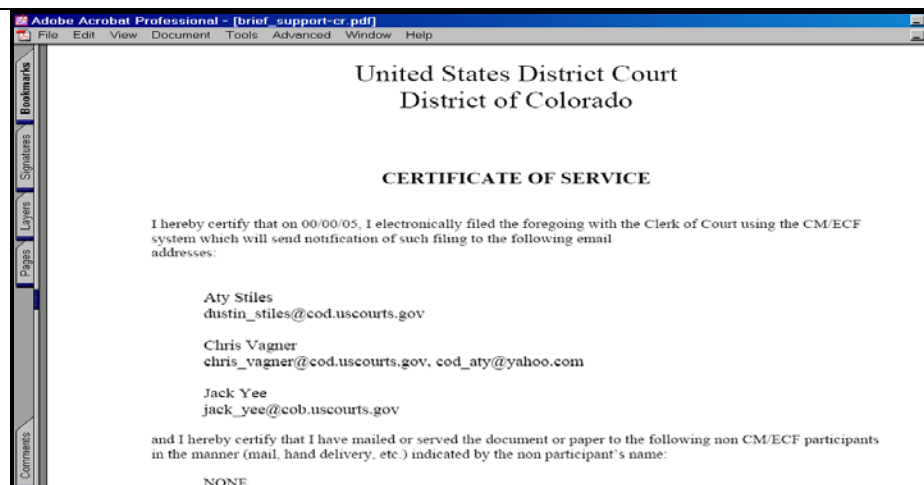 Adobe Acrobat Professional - [brief_support-cr.pdf]
File Edit View Document Tools Advanced Window Help
Bookmarks
Signatures
Layers
Pages
Comments
United States District Court
District of Colorado
CERTIFICATE OF SERVICE
I hereby certify that on 00/00/05, I electronically filed the foregoing with the Clerk of Court using the CM/ECF
system which will send notification of such filing to the following email
addresses:
Aty Stiles
dustin_stiles@cod.uscourts.gov
Chris Vagner
chris_vagner@cod.uscourts.gov, cod_aty@yahoo.com
Jack Yee
jack_yee@cob.uscourts.gov
and I hereby certify that I have mailed or served the document or paper to the following non CM/ECF participants
in the manner (mail, hand delivery, etc.) indicated by the non participant's name:
NONE